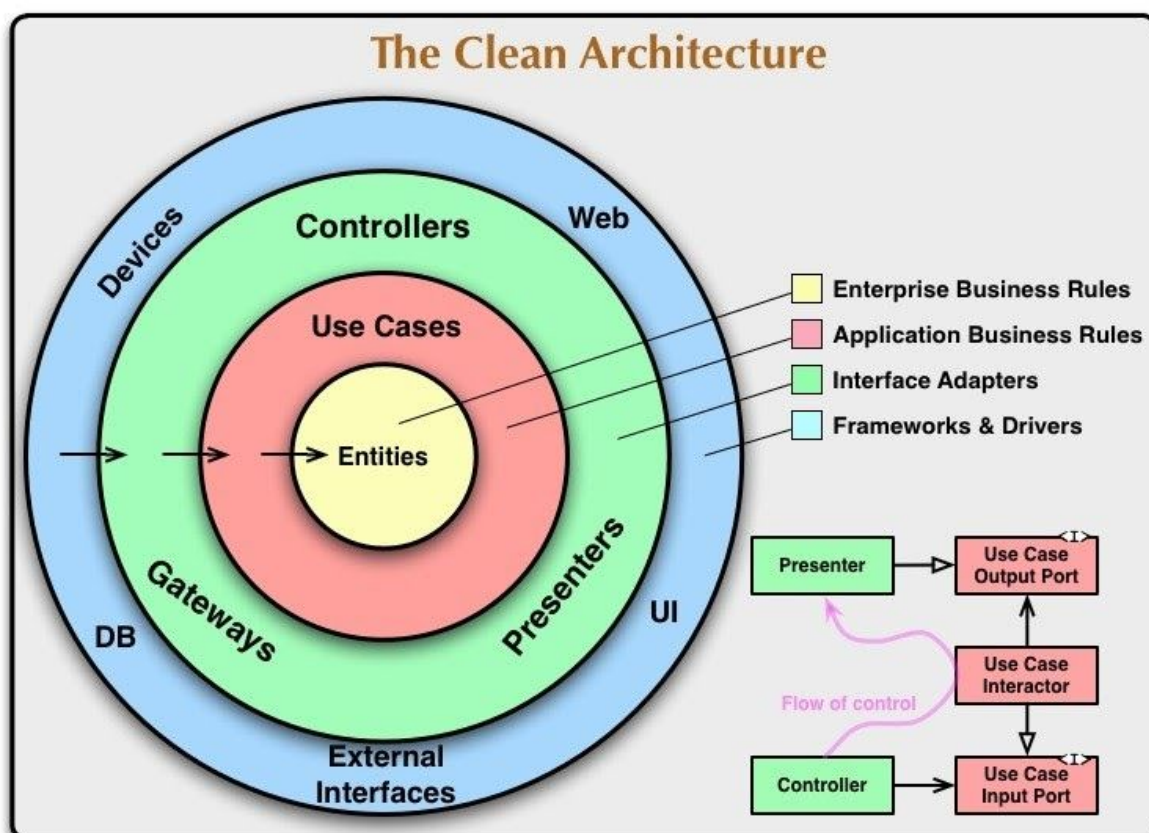 The Clean Architecture
Devices
Controllers
Web
Use Cases
Entities
Gateways
Presenters
DB
UI
External
Interfaces
Enterprise Business Rules
Application Business Rules
Interface Adapters
Frameworks & Drivers
Presenter
<I>
Use Case
Output Port
Use Case
Interactor
Flow of control
Controller
<I>
Use Case
Input Port